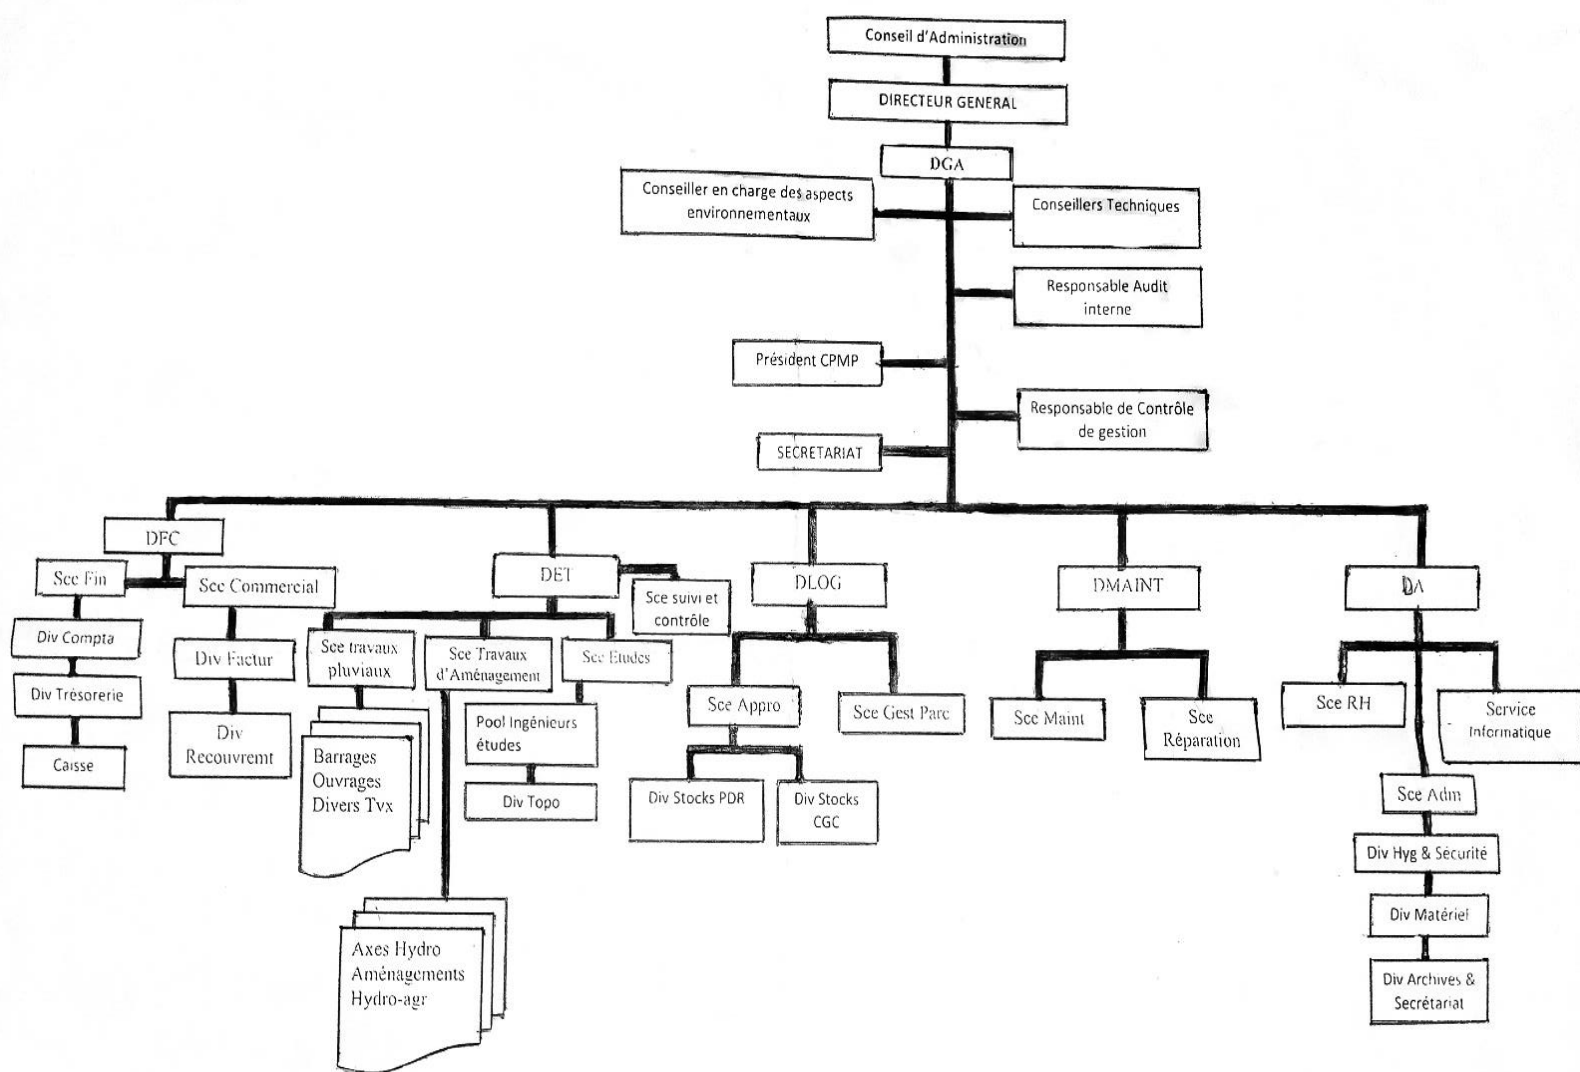 Conseil d'Administration
DIRECTEUR GENERAL
DGA
Conseiller en charge des aspects
environnementaux
Conseillers Techniques
Responsable Audit
interne
Président CPMP
Responsable de Contrôle
de gestion
SECRETARIAT
DFC
Sce Fin
Sce Commercial
Div Compta
Div Factur
Div Trésorerie
Div
Recouvremt
Caisse
DET
Sce suivi et
contrôle
Sce travaux
pluviaux
Sce Travaux
d'Aménagement
Sce Etudes
Barrages
Ouvrages
Divers Tvx
Axes Hydro
Aménagements
Hydro-agr
Pool Ingénieurs
études
Div Topo
DLOG
Sce Appro
Sce Gest Parc
Div Stocks PDR
Div Stocks
CGC
DMAINT
Sce Maint
Sce
Réparation
DA
Sce RH
Service
Informatique
Sce Adm
Div Hyg & Sécurité
Div Matériel
Div Archives &
Secrétariat